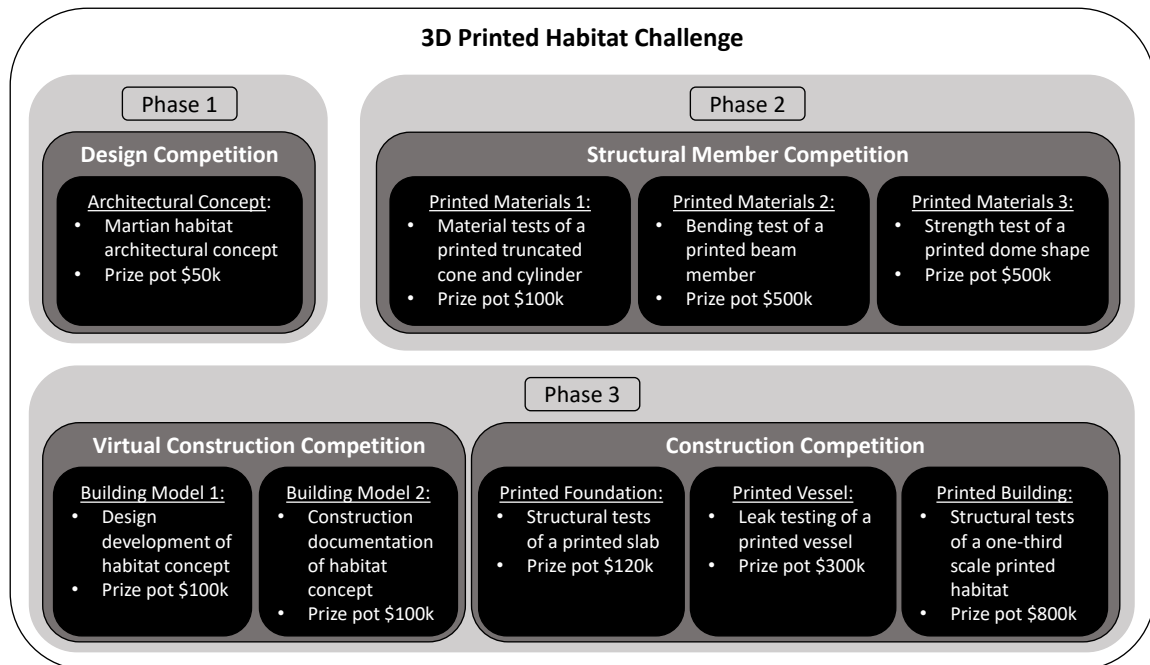 3D Printed Habitat Challenge
Phase 1
Design Competition
Architectural Concept:
• Martian habitat
architectural concept
• Prize pot $50k
Phase 2
Structural Member Competition
Printed Materials 1:
• Material tests of a
printed truncated
cone and cylinder
• Prize pot $100k
Printed Materials 2:
• Bending test of a
printed beam
member
• Prize pot $500k
Printed Materials 3:
• Strength test of a
printed dome shape
• Prize pot $500k
Phase 3
Virtual Construction Competition
Building Model 1:
• Design
development of
habitat concept
• Prize pot $100k
Building Model 2:
• Construction
documentation
of habitat
concept
• Prize pot $100k
Construction Competition
Printed Foundation:
• Structural tests
of a printed slab
• Prize pot $120k
Printed Vessel:
• Leak testing of a
printed vessel
• Prize pot $300k
Printed Building:
• Structural tests
of a one-third
scale printed
habitat
• Prize pot $800k